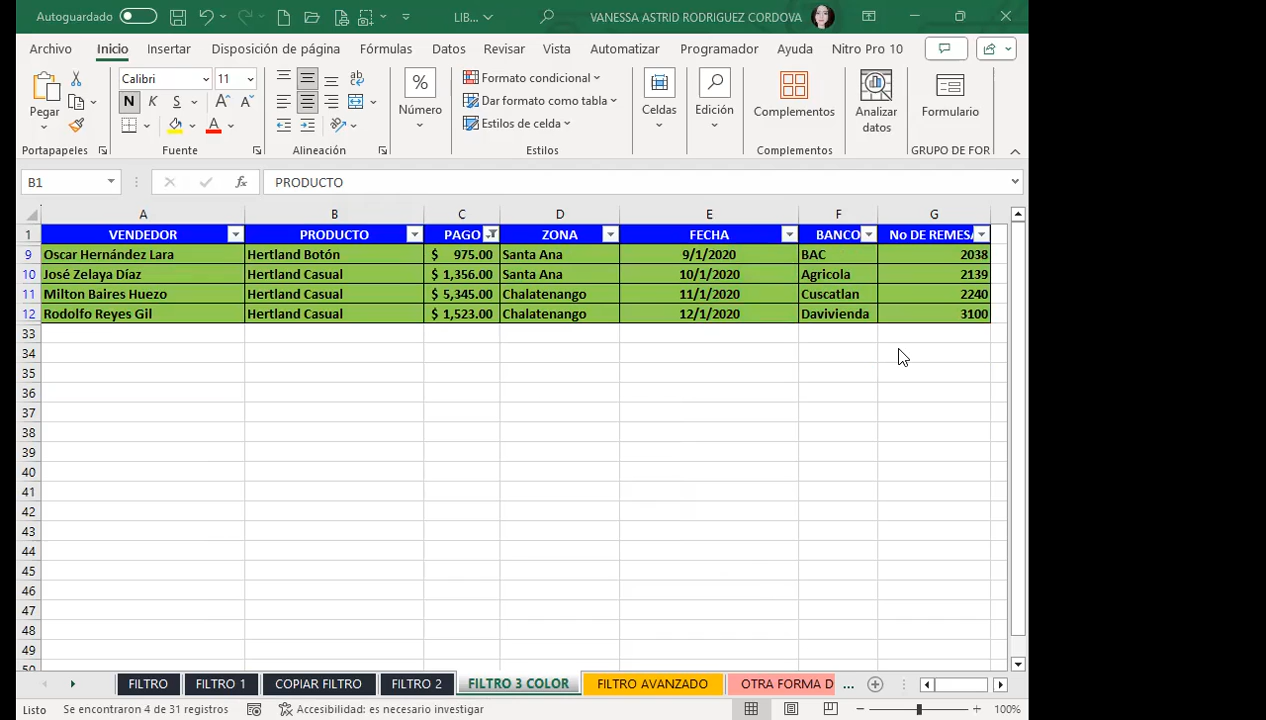 Autoguardado LIB... VANESSA ASTRID RODRIGUEZ CORDOVA
Archivo Inicio Insertar Disposición de página Fórmulas Datos Revisar Vista Automatizar Programador Ayuda Nitro Pro 10
Pegar Calibri 11 Número Formato condicional Celdas Edición Complementos Analizar datos Formulario
N K S Dar formato como tabla
Estilos de celda
Portapapeles Fuente Alineación Estilos Complementos GRUPO DE FOR
B1 fx PRODUCTO
A B C D E F G
1 VENDEDOR PRODUCTO PAGO ZONA FECHA BANCO No DE REMESA
9 Oscar Hernández Lara Hertland Botón $ 975.00 Santa Ana 9/1/2020 BAC 2038
10 José Zelaya Díaz Hertland Casual $ 1,356.00 Santa Ana 10/1/2020 Agricola 2139
11 Milton Baires Huezo Hertland Casual $ 5,345.00 Chalatenango 11/1/2020 Cuscatlan 2240
12 Rodolfo Reyes Gil Hertland Casual $ 1,523.00 Chalatenango 12/1/2020 Davivienda 3100
33
34
35
36
37
38
39
40
41
42
43
44
45
46
47
48
49
50
FILTRO FILTRO 1 COPIAR FILTRO FILTRO 2 FILTRO 3 COLOR FILTRO AVANZADO OTRA FORMA D ...
Listo Se encontraron 4 de 31 registros Accesibilidad: es necesario investigar 100%